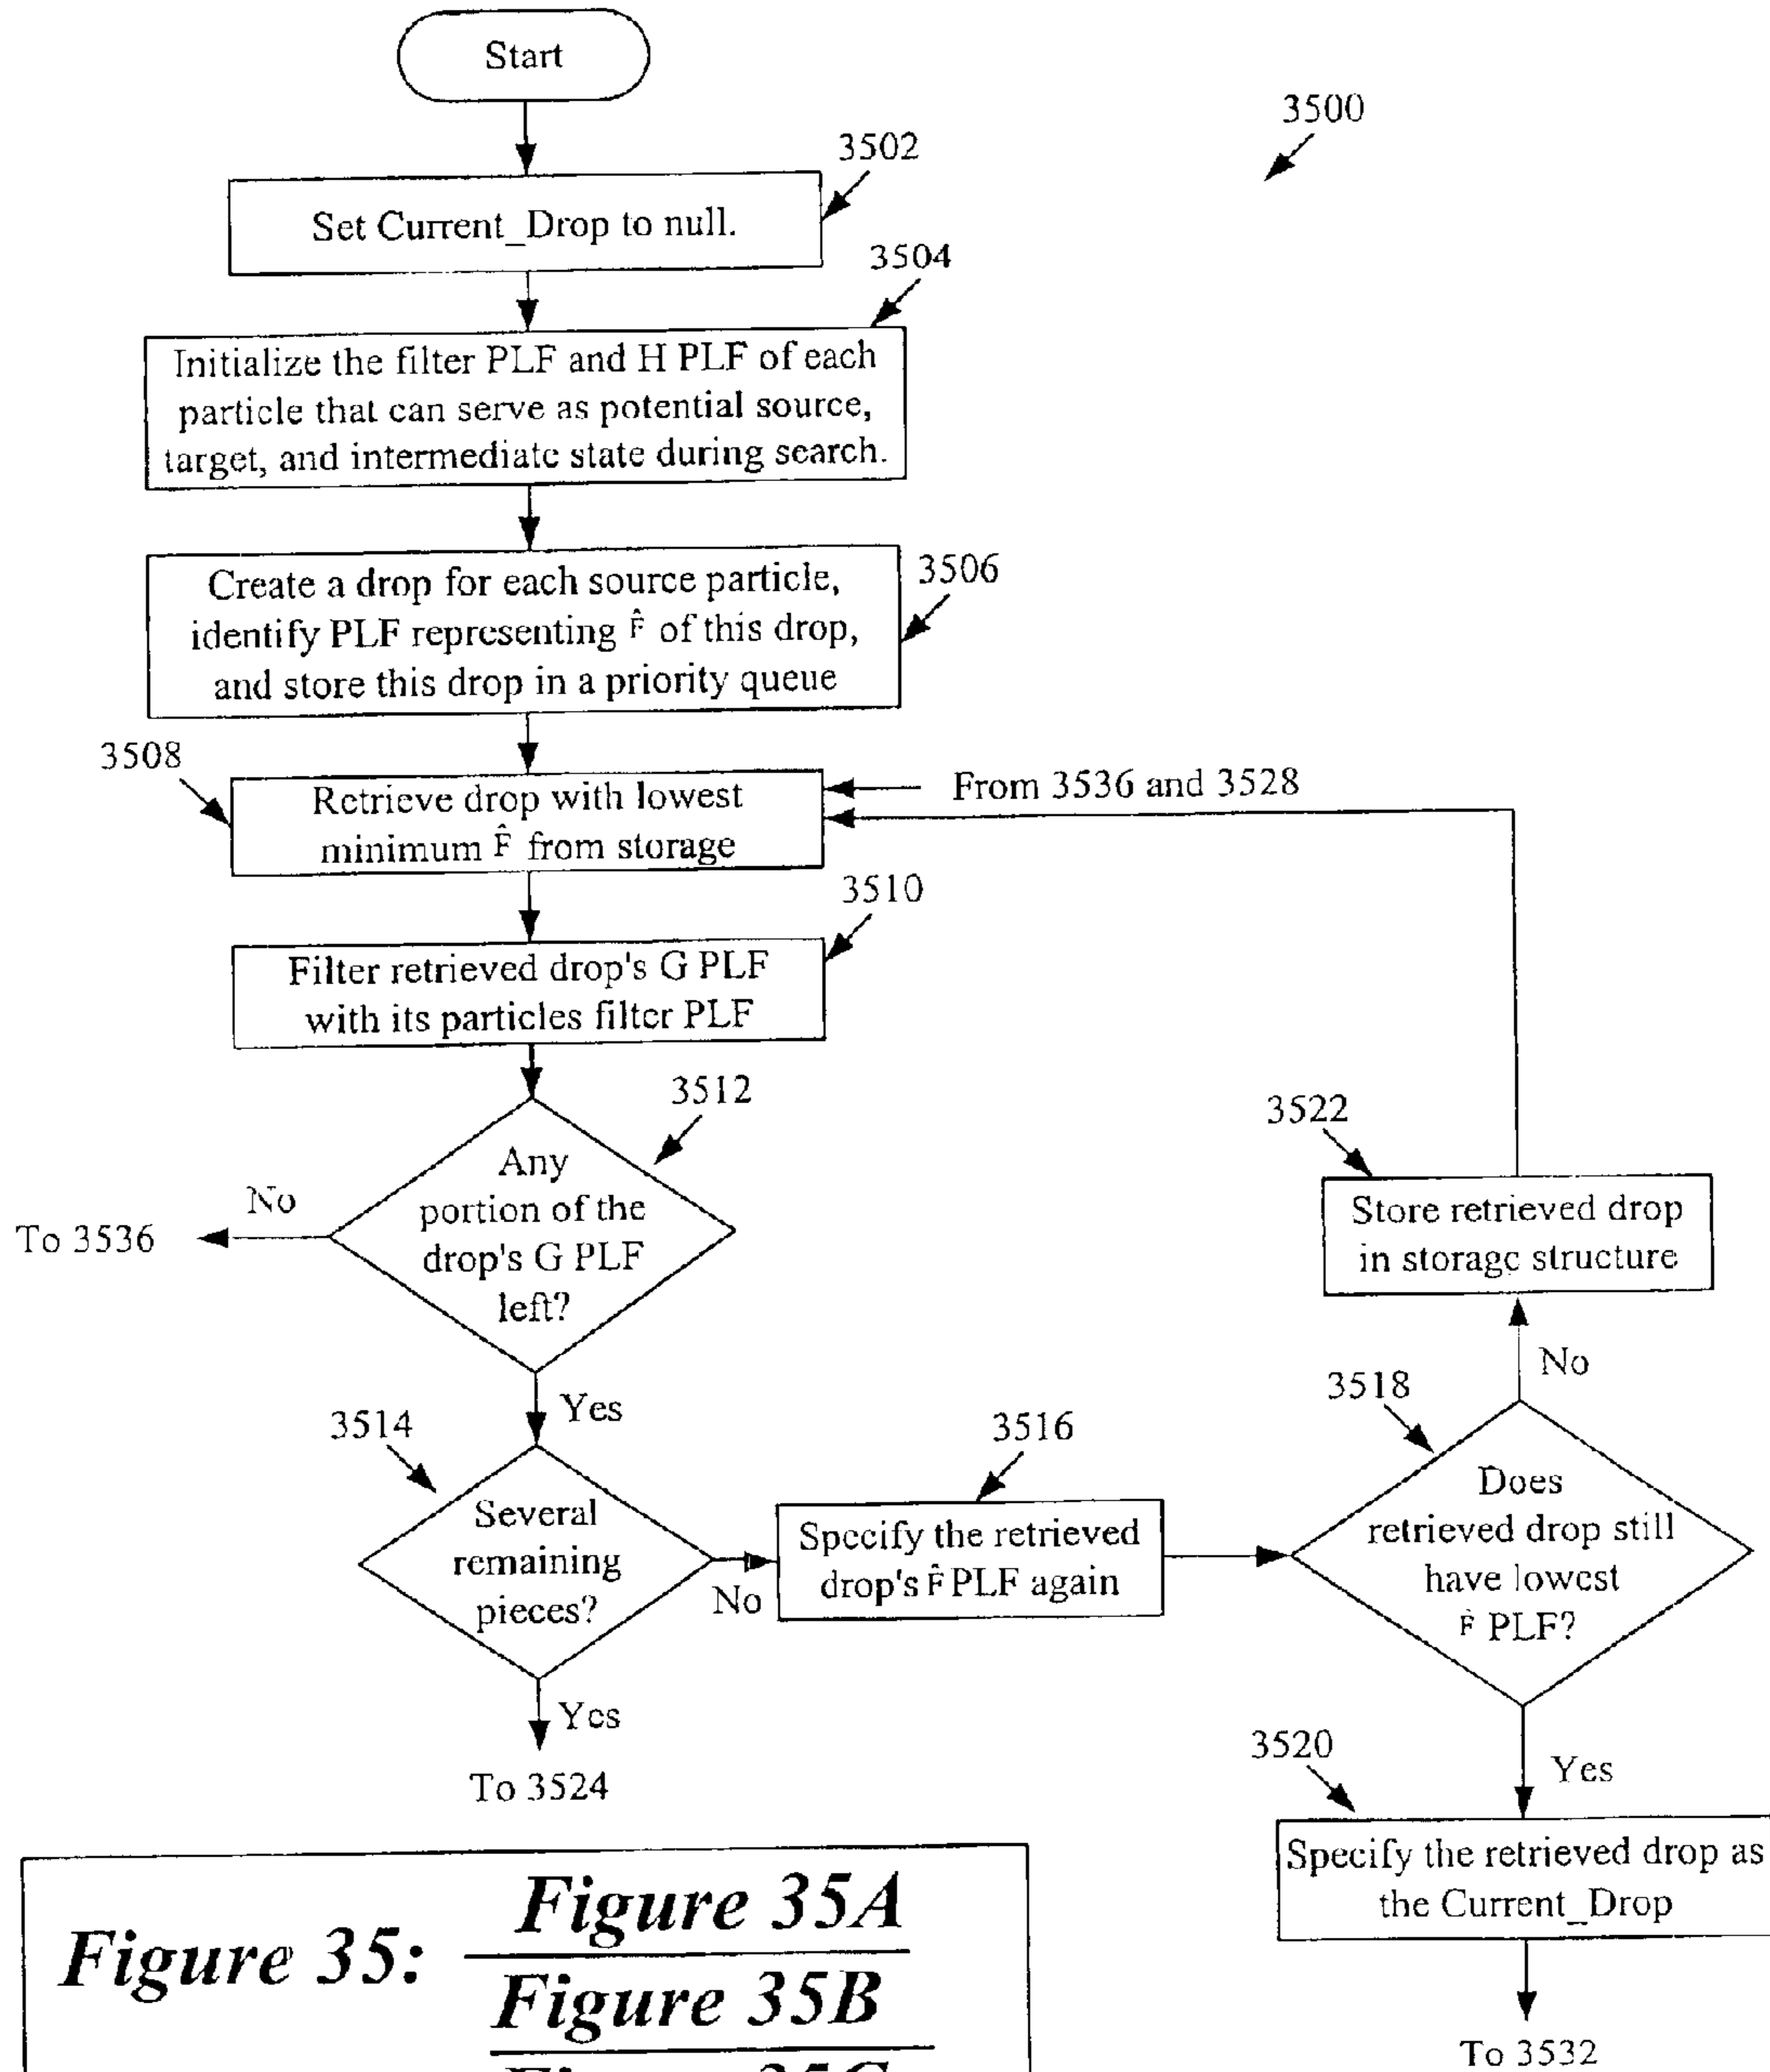 Start
3500
3502
Set Current_Drop to null.
3504
Initialize the filter PLF and H PLF of each
particle that can serve as potential source,
target, and intermediate state during search.
3506
Create a drop for each source particle,
identify PLF representing F̂ of this drop,
and store this drop in a priority queue
3508
Retrieve drop with lowest
minimum F̂ from storage
From 3536 and 3528
3510
Filter retrieved drop's G PLF
with its particles filter PLF
3512
Any
portion of the
drop's G PLF
left?
No
To 3536
Yes
3514
Several
remaining
pieces?
No
Yes
To 3524
3516
Specify the retrieved
drop's F̂ PLF again
3518
Does
retrieved drop still
have lowest
F̂ PLF?
No
3522
Store retrieved drop
in storage structure
Yes
3520
Specify the retrieved drop as
the Current_Drop
To 3532
Figure 35:
Figure 35A
Figure 35B
Figure 35C